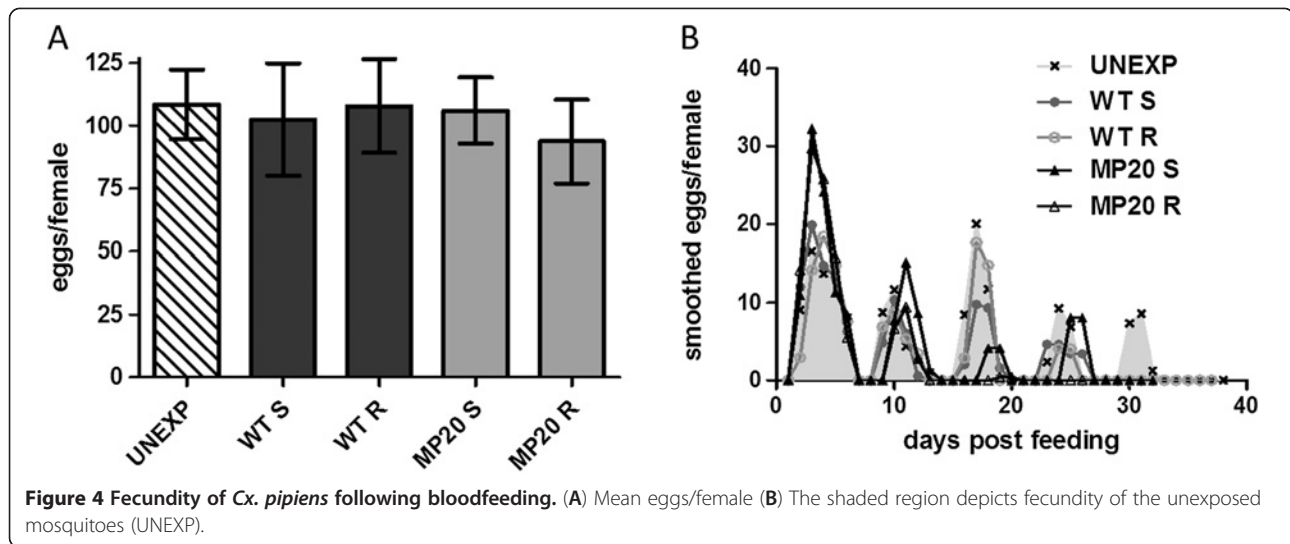 A
125
100
75
50
25
0
eggs/female
UNEXP
WT S
WT R
MP20 S
MP20 R
B
40
30
20
10
0
smoothed eggs/female
UNEXP
WT S
WT R
MP20 S
MP20 R
0 10 20 30 40
days post feeding
Figure 4 Fecundity of Cx. pipiens following bloodfeeding. (A) Mean eggs/female (B) The shaded region depicts fecundity of the unexposed
mosquitoes (UNEXP).